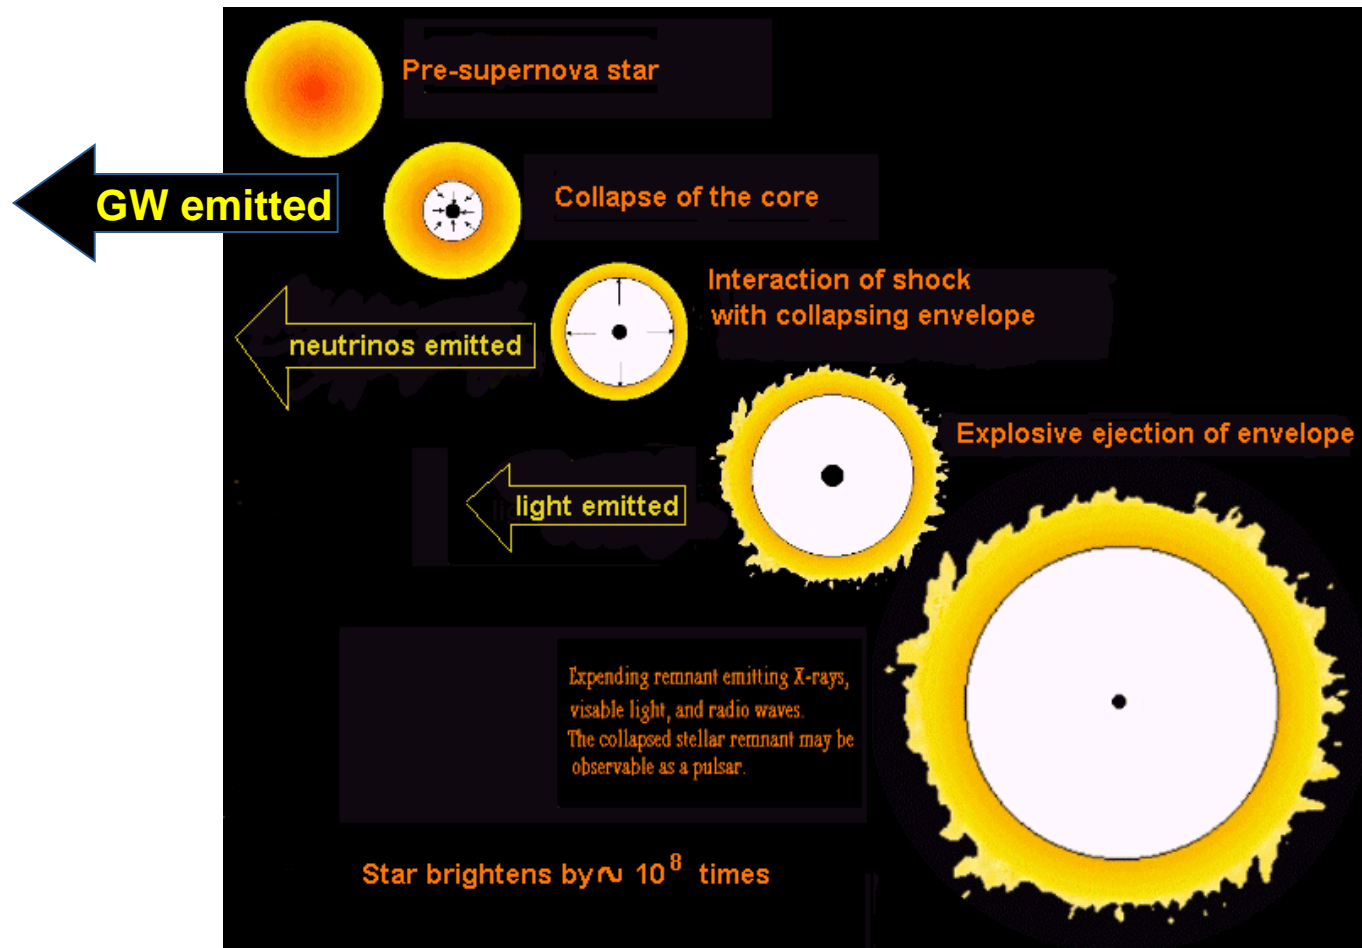 Pre-supernova star
GW emitted
Collapse of the core
Interaction of shock
with collapsing envelope
neutrinos emitted
Explosive ejection of envelope
light emitted
Expending remnant emitting X-rays,
visable light, and radio waves.
The collapsed stellar remnant may be
observable as a pulsar.
Star brightens by ~ 10⁸ times